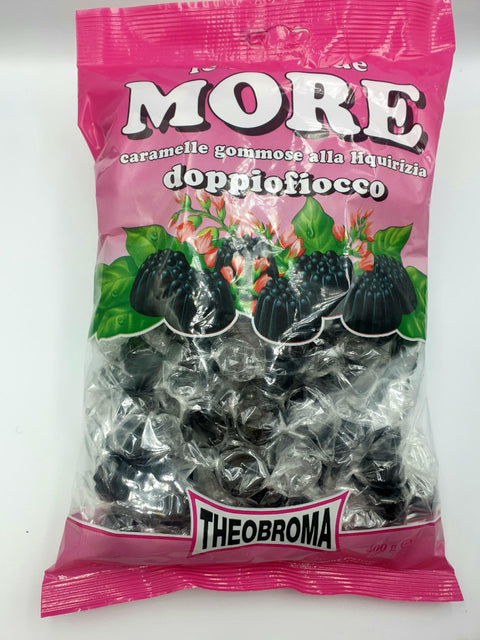 MORE
caramelle gommose alla liquirizia
doppiofiocco
THEOBROMA